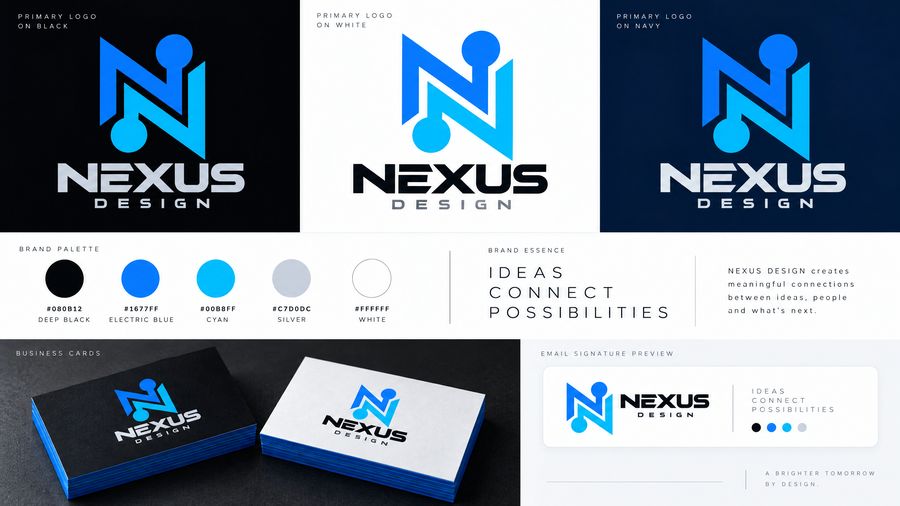 PRIMARY LOGO
ON BLACK
NEXUS
DESIGN
PRIMARY LOGO
ON WHITE
NEXUS
DESIGN
PRIMARY LOGO
ON NAVY
NEXUS
DESIGN
BRAND PALETTE
#080B12
DEEP BLACK
#1677FF
ELECTRIC BLUE
#00B8FF
CYAN
#C7D0DC
SILVER
#FFFFFF
WHITE
BRAND ESSENCE
IDEAS
CONNECT
POSSIBILITIES
NEXUS DESIGN creates
meaningful connections
between ideas, people
and what's next.
BUSINESS CARDS
NEXUS
DESIGN
NEXUS
DESIGN
EMAIL SIGNATURE PREVIEW
NEXUS
DESIGN
IDEAS
CONNECT
POSSIBILITIES
A BRIGHTER TOMORROW
BY DESIGN.